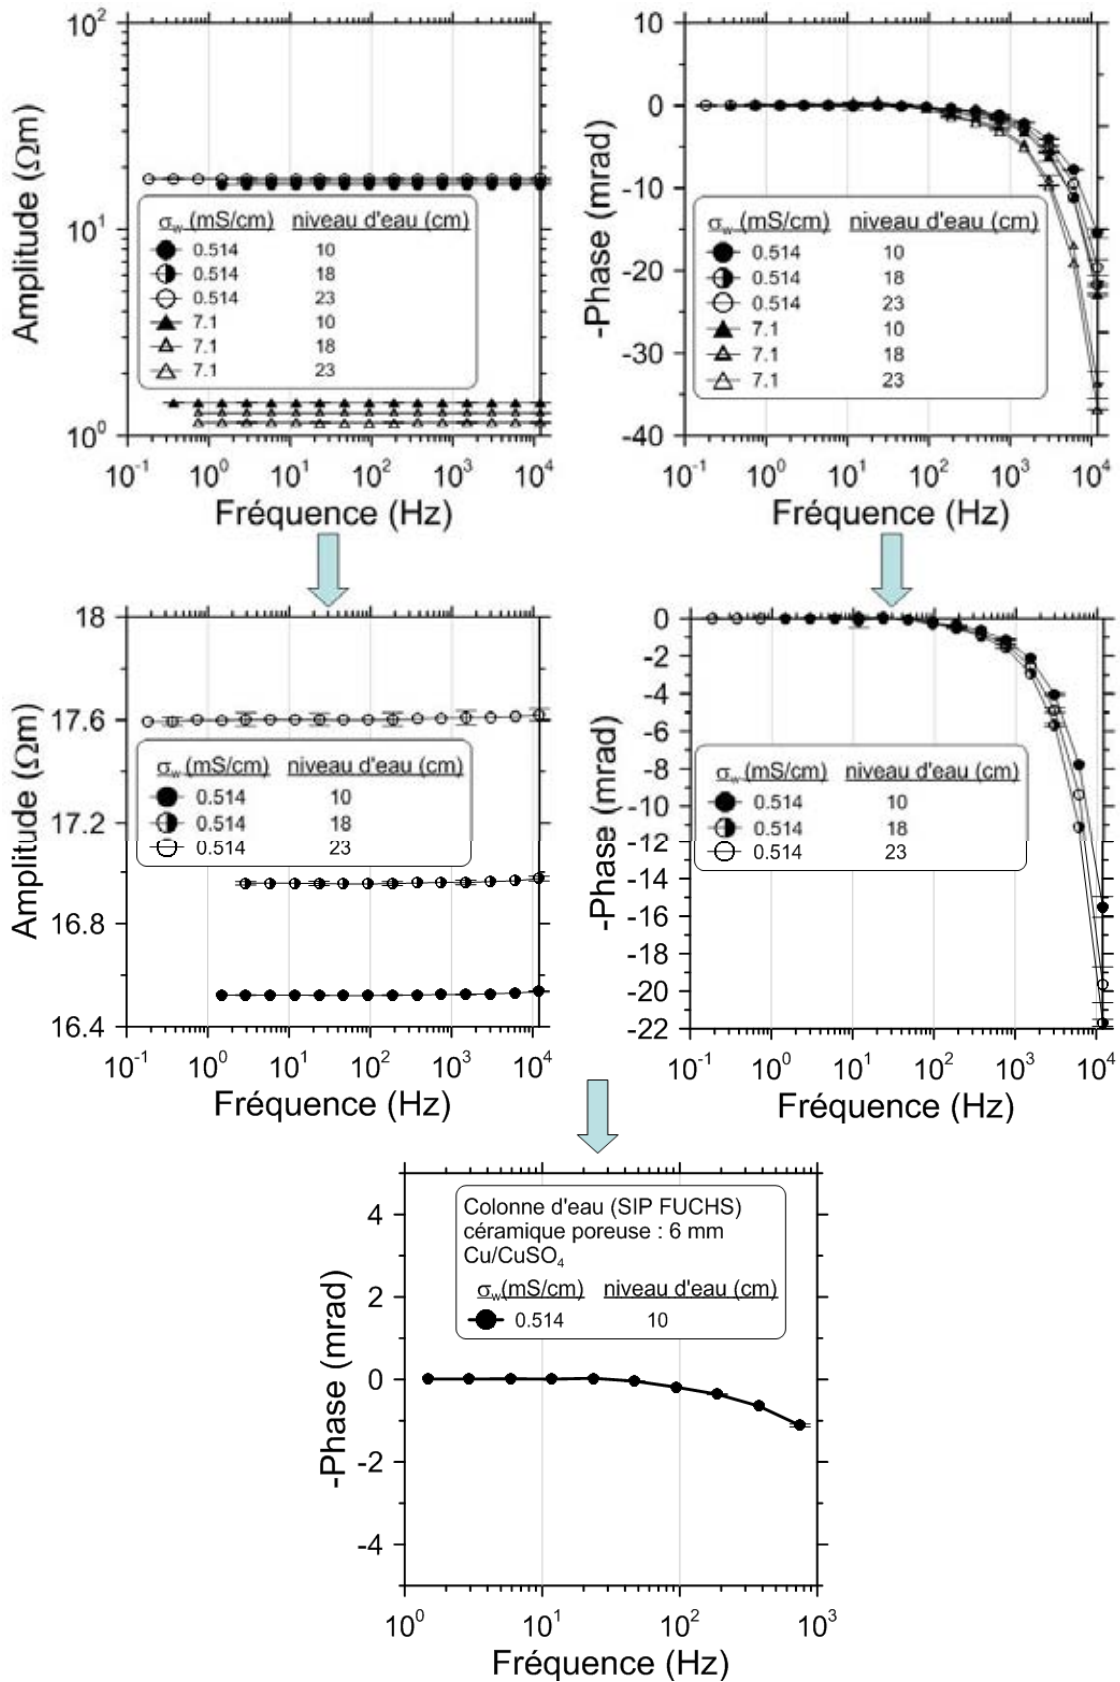 10² 10¹ 10⁰
Amplitude (Ωm)
σw (mS/cm) niveau d'eau (cm)
0.514 10
0.514 18
0.514 23
7.1 10
7.1 18
7.1 23
10⁻¹ 10⁰ 10¹ 10² 10³ 10⁴
Fréquence (Hz)
10 0 -10 -20 -30 -40
-Phase (mrad)
σw (mS/cm) niveau d'eau (cm)
0.514 10
0.514 18
0.514 23
7.1 10
7.1 18
7.1 23
10⁻¹ 10⁰ 10¹ 10² 10³ 10⁴
Fréquence (Hz)
18 17.6 17.2 16.8 16.4
Amplitude (Ωm)
σw (mS/cm) niveau d'eau (cm)
0.514 10
0.514 18
0.514 23
10⁻¹ 10⁰ 10¹ 10² 10³ 10⁴
Fréquence (Hz)
0 -2 -4 -6 -8 -10 -12 -14 -16 -18 -20 -22
-Phase (mrad)
σw (mS/cm) niveau d'eau (cm)
0.514 10
0.514 18
0.514 23
10⁻¹ 10⁰ 10¹ 10² 10³ 10⁴
Fréquence (Hz)
4 2 0 -2 -4
-Phase (mrad)
Colonne d'eau (SIP FUCHS)
céramique poreuse : 6 mm
Cu/CuSO₄
σw(mS/cm) niveau d'eau (cm)
0.514 10
10⁰ 10¹ 10² 10³
Fréquence (Hz)